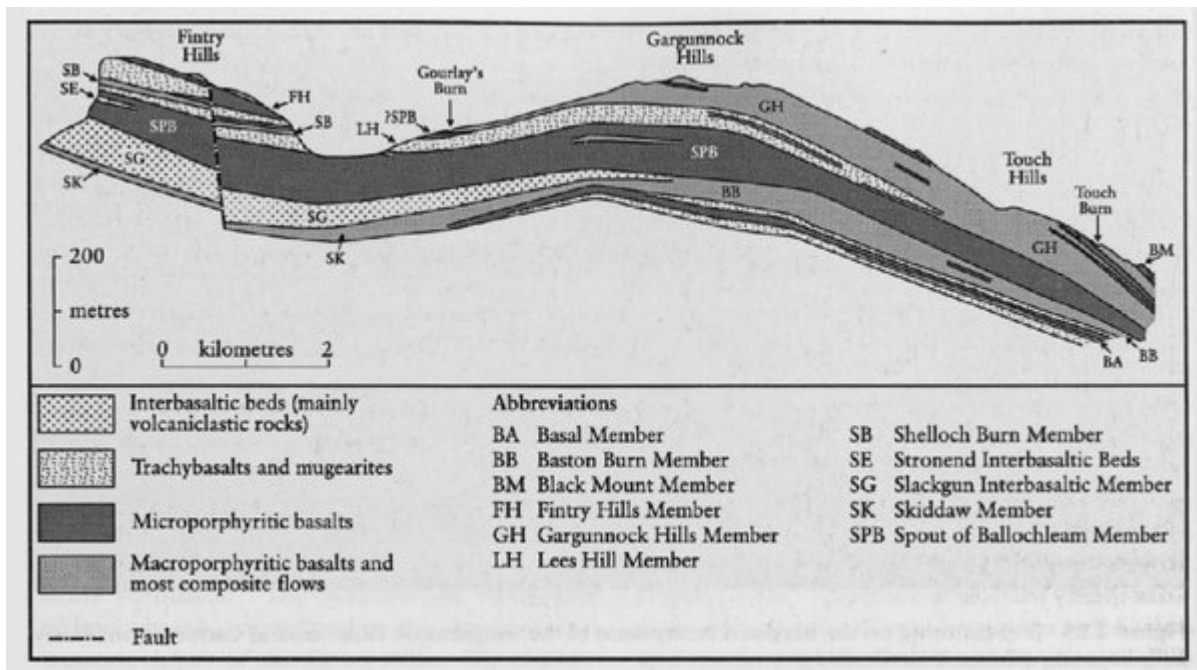 Fintry
Hills
Gargunnock
Hills
SB
SE
Gourlay's
Burn
FH
?SPB
SB
GH
SPB
LH
SPB
Touch
Hills
SG
BB
Touch
Burn
SK
SG
GH
BM
SK
200
metres
0
0 kilometres 2
BA
BB
Interbasaltic beds (mainly
volcaniclastic rocks)
Trachybasalts and mugearites
Microporphyritic basalts
Macroporphyritic basalts and
most composite flows
Fault
Abbreviations
BA Basal Member
BB Baston Burn Member
BM Black Mount Member
FH Fintry Hills Member
GH Gargunnock Hills Member
LH Lees Hill Member
SB Shelloch Burn Member
SE Stronend Interbasaltic Beds
SG Slackgun Interbasaltic Member
SK Skiddaw Member
SPB Spout of Ballochleam Member